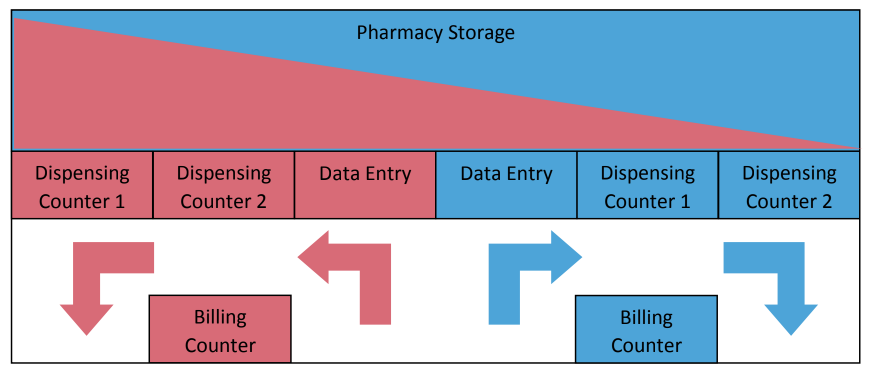 Pharmacy Storage
Dispensing
Counter 1
Dispensing
Counter 2
Data Entry
Data Entry
Dispensing
Counter 1
Dispensing
Counter 2
Billing
Counter
Billing
Counter